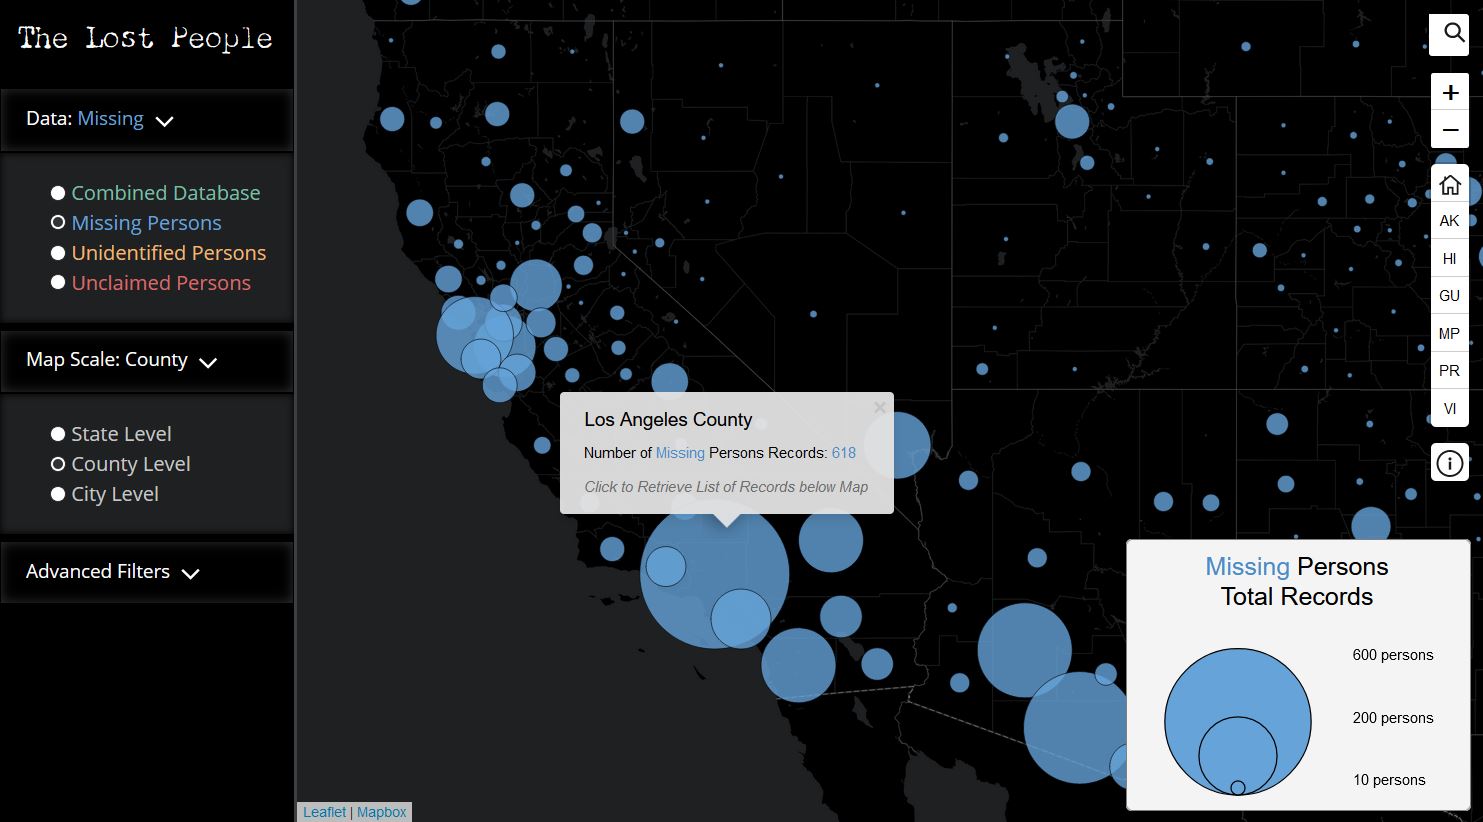 The Lost People
Data: Missing
Combined Database
Missing Persons
Unidentified Persons
Unclaimed Persons
Map Scale: County
State Level
County Level
City Level
Advanced Filters
Los Angeles County
×
Number of Missing Persons Records: 618
Click to Retrieve List of Records below Map
+
−
AK
HI
GU
MP
PR
VI
Missing Persons
Total Records
600 persons
200 persons
10 persons
Leaflet | Mapbox